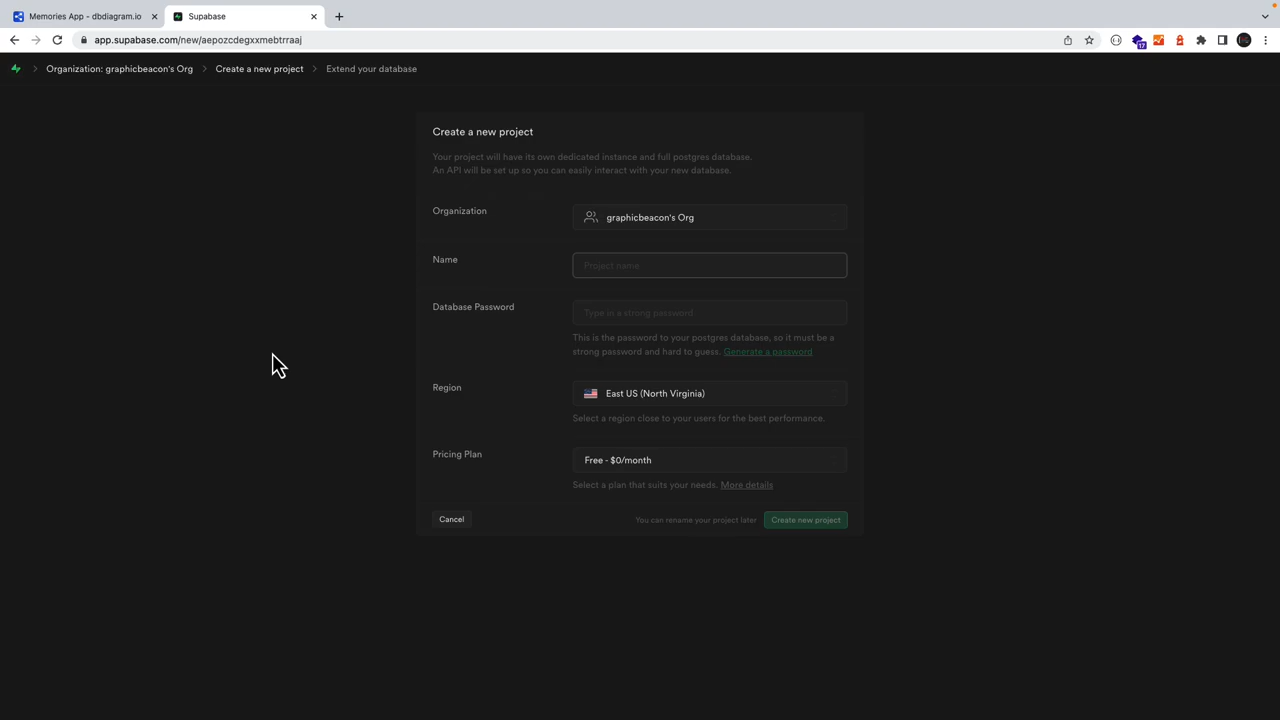 Memories App - dbdiagram.io
Supabase
app.supabase.com/new/aepozcdegxxmebtrraaj
17
Organization: graphicbeacon's Org
Create a new project
Extend your database
Create a new project
Your project will have its own dedicated instance and full postgres database.
An API will be set up so you can easily interact with your new database.
Organization
graphicbeacon's Org
Name
Project name
Database Password
Type in a strong password
This is the password to your postgres database, so it must be a
strong password and hard to guess. Generate a password
Region
East US (North Virginia)
Select a region close to your users for the best performance.
Pricing Plan
Free - $0/month
Select a plan that suits your needs. More details
Cancel
You can rename your project later
Create new project